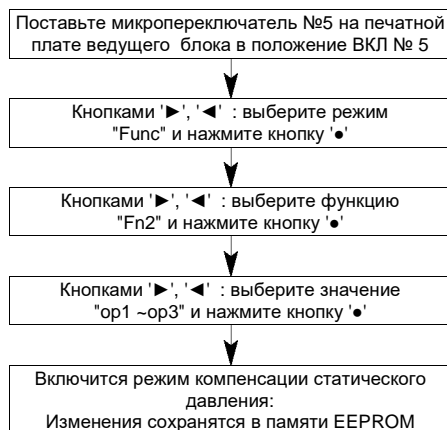 Поставьте микропереключатель №5 на печатной
плате ведущего блока в положение ВКЛ № 5
Кнопками '►', '◄' : выберите режим
"Func" и нажмите кнопку '●'
Кнопками '►', '◄' : выберите функцию
"Fn2" и нажмите кнопку '●'
Кнопками '►', '◄' : выберите значение
"op1 ~op3" и нажмите кнопку '●'
Включится режим компенсации статического
давления:
Изменения сохранятся в памяти EEPROM